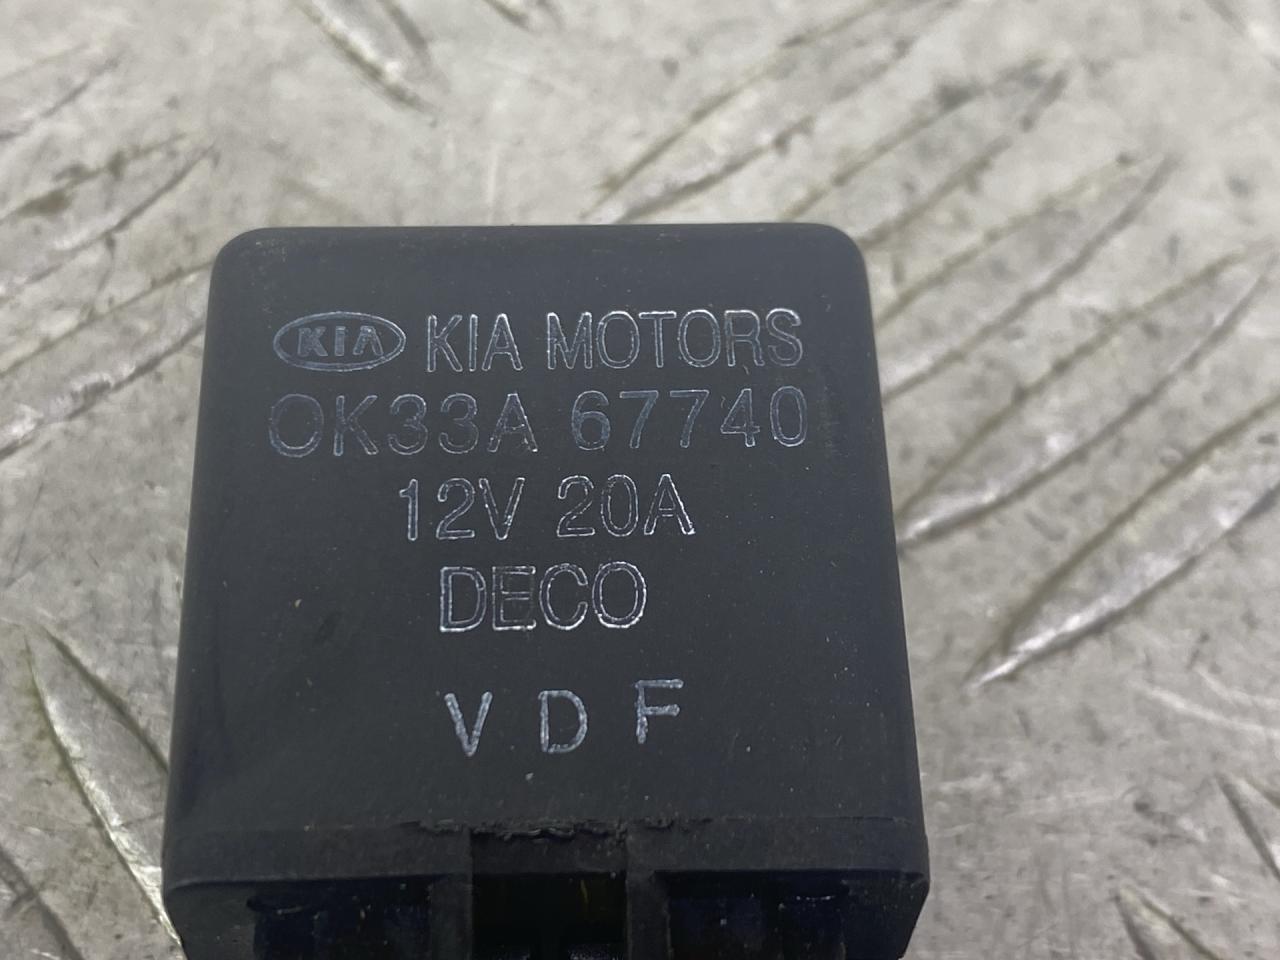 KIA KIA MOTORS
OK33A 67740
12V 20A
DECO
V D F